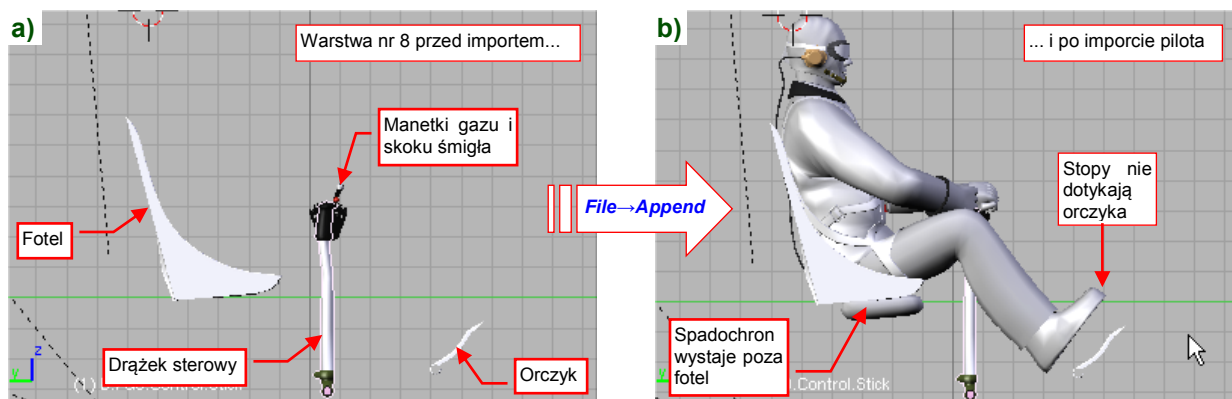 a)
Warstwa nr 8 przed importem...
Manetki gazu i
skoku śmigła
Fotel
Drążek sterowy
Orczyk
z
y
File→Append
b)
... i po imporcie pilota
Stopy nie
dotykają
orczyka
Spadochron
wystaje poza
fotel
.Control.Stick